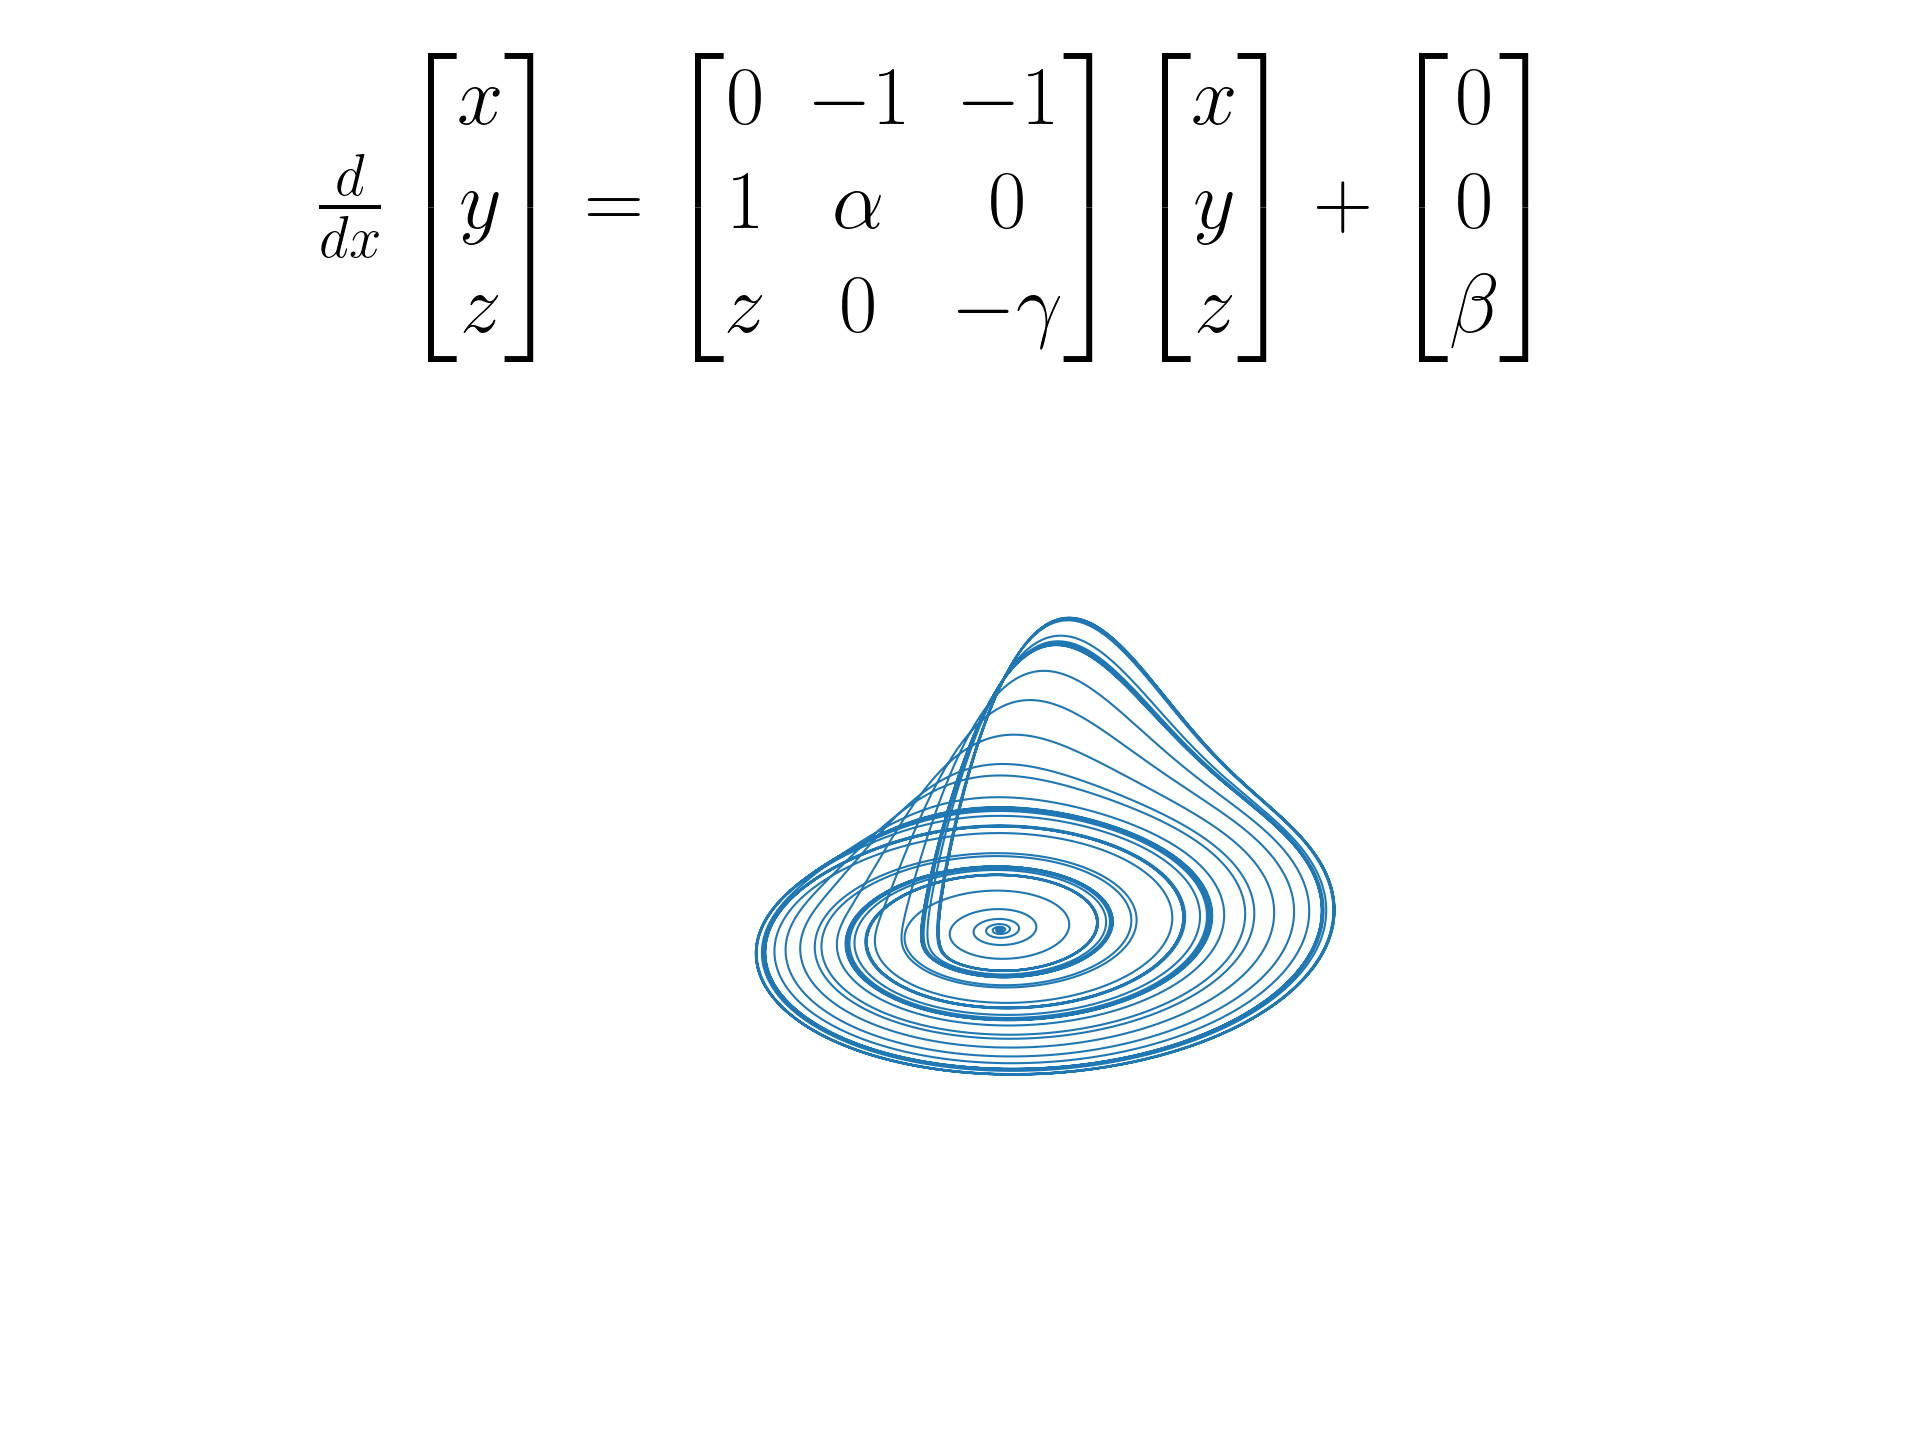 \frac{d}{dx} \begin{bmatrix} x \\ y \\ z \end{bmatrix} = \begin{bmatrix} 0 & -1 & -1 \\ 1 & \alpha & 0 \\ z & 0 & -\gamma \end{bmatrix} \begin{bmatrix} x \\ y \\ z \end{bmatrix} + \begin{bmatrix} 0 \\ 0 \\ \beta \end{bmatrix}